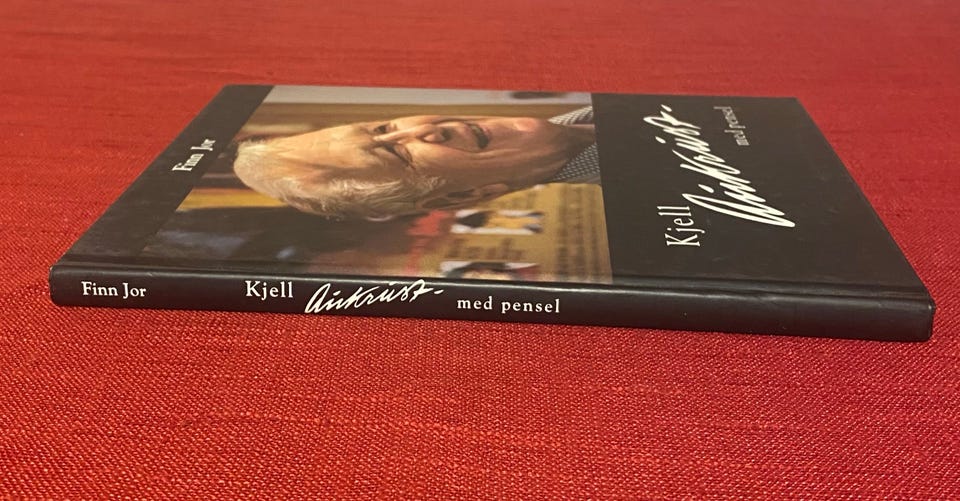 Finn Jor
Kjell
Aukrust.
med pensel
Finn Jor Kjell Aukrust. med pensel